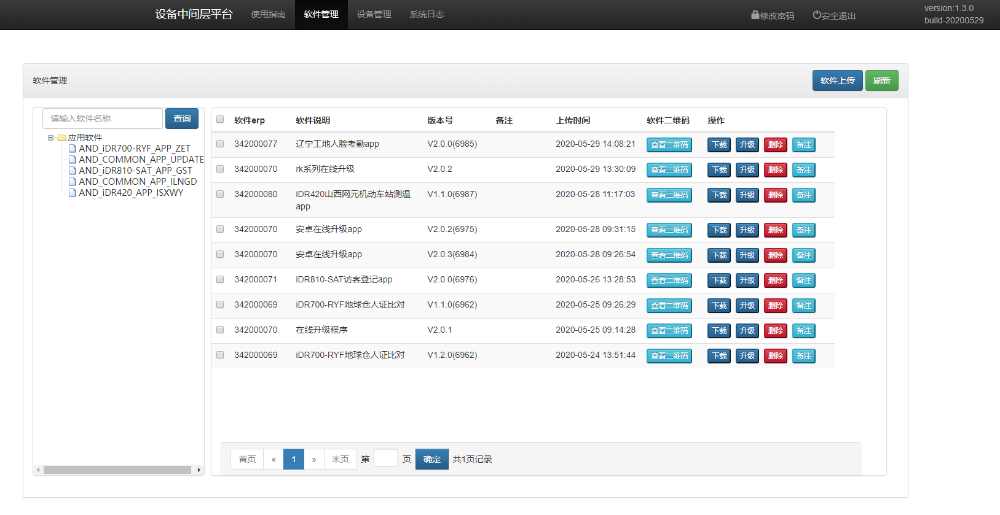 设备中间层平台 使用指南 软件管理 设备管理 系统日志 修改密码 安全退出 version:1.3.0
build-20200529
软件管理 软件上传 刷新
请输入软件名称 查询
应用软件
AND_iDR700-RYF_APP_ZET
AND_COMMON_APP_UPDATE
AND_iDR810-SAT_APP_GST
AND_COMMON_APP_ILNGD
AND_iDR420_APP_ISXWY
软件erp 软件说明 版本号 备注 上传时间 软件二维码 操作
342000077 辽宁工地人脸考勤app V2.0.0(6985) 2020-05-29 14:08:21 查看二维码 下载 升级 删除 备注
342000070 rk系列在线升级 V2.0.2 2020-05-29 13:30:09 查看二维码 下载 升级 删除 备注
342000080 iDR420山西网元机动车站测温 V1.1.0(6987) 2020-05-28 11:17:03 查看二维码 下载 升级 删除 备注
app
342000070 安卓在线升级app V2.0.2(6975) 2020-05-28 09:31:15 查看二维码 下载 升级 删除 备注
342000070 安卓在线升级app V2.0.3(6984) 2020-05-28 09:26:54 查看二维码 下载 升级 删除 备注
342000071 iDR810-SAT访客登记app V2.0.0(6976) 2020-05-26 13:28:53 查看二维码 下载 升级 删除 备注
342000069 iDR700-RYF地球仓人证比对 V1.1.0(6962) 2020-05-25 09:26:29 查看二维码 下载 升级 删除 备注
342000070 在线升级程序 V2.0.1 2020-05-25 09:14:28 查看二维码 下载 升级 删除 备注
342000069 iDR700-RYF地球仓人证比对 V1.2.0(6962) 2020-05-24 13:51:44 查看二维码 下载 升级 删除 备注
首页 « 1 » 末页 第 页 确定 共1页记录